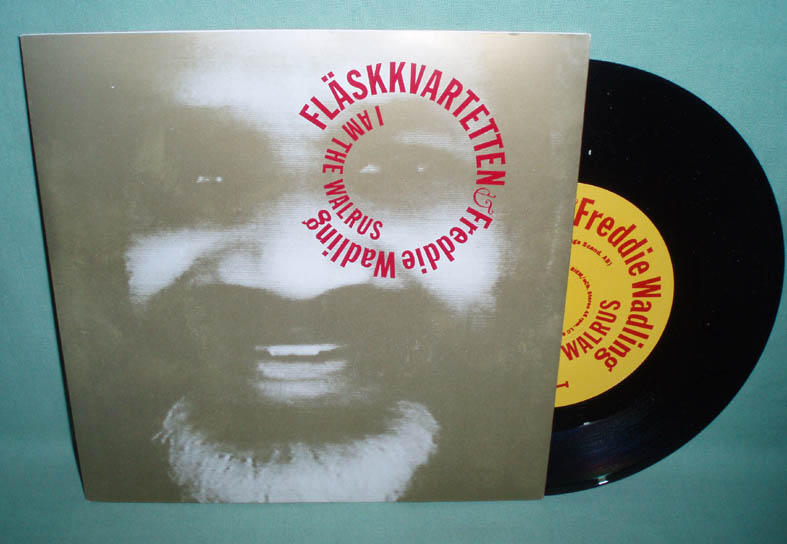 FLÄSKKVARTETTEN & Freddie Wadling
I AM THE WALRUS
Freddie Wadling
WALRUS